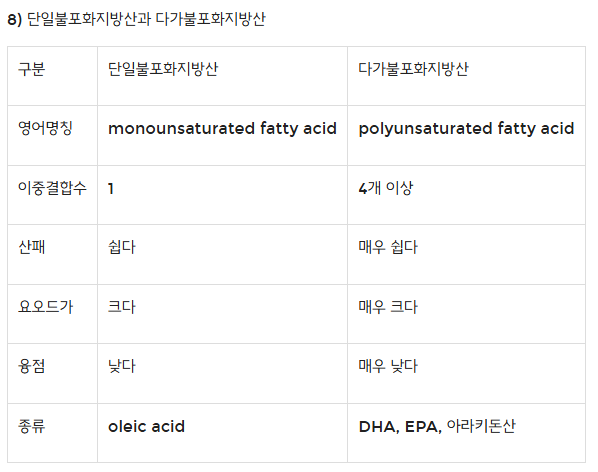 8) 단일불포화지방산과 다가불포화지방산
구분 단일불포화지방산 다가불포화지방산
영어명칭 monounsaturated fatty acid polyunsaturated fatty acid
이중결합수 1 4개 이상
산패 쉽다 매우 쉽다
요오드가 크다 매우 크다
융점 낮다 매우 낮다
종류 oleic acid DHA, EPA, 아라키돈산